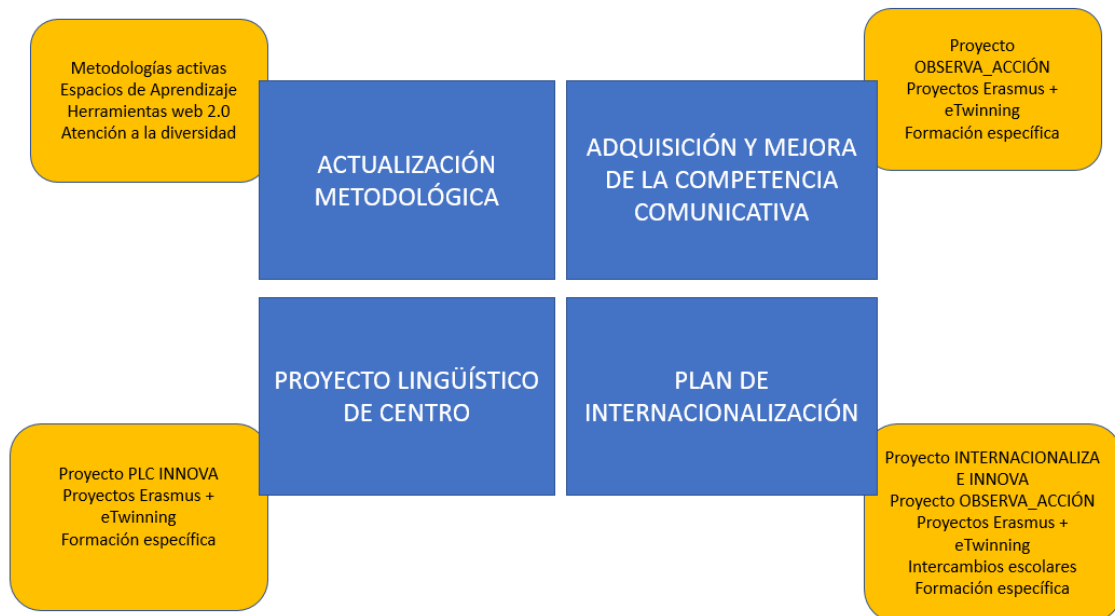 Metodologías activas
Espacios de Aprendizaje
Herramientas web 2.0
Atención a la diversidad
ACTUALIZACIÓN
METODOLÓGICA
ADQUISICIÓN Y MEJORA
DE LA COMPETENCIA
COMUNICATIVA
Proyecto
OBSERVA_ACCIÓN
Proyectos Erasmus +
eTwinning
Formación específica
PROYECTO LINGÜÍSTICO
DE CENTRO
PLAN DE
INTERNACIONALIZACIÓN
Proyecto PLC INNOVA
Proyectos Erasmus +
eTwinning
Formación específica
Proyecto INTERNACIONALIZA
E INNOVA
Proyecto OBSERVA_ACCIÓN
Proyectos Erasmus +
eTwinning
Intercambios escolares
Formación específica